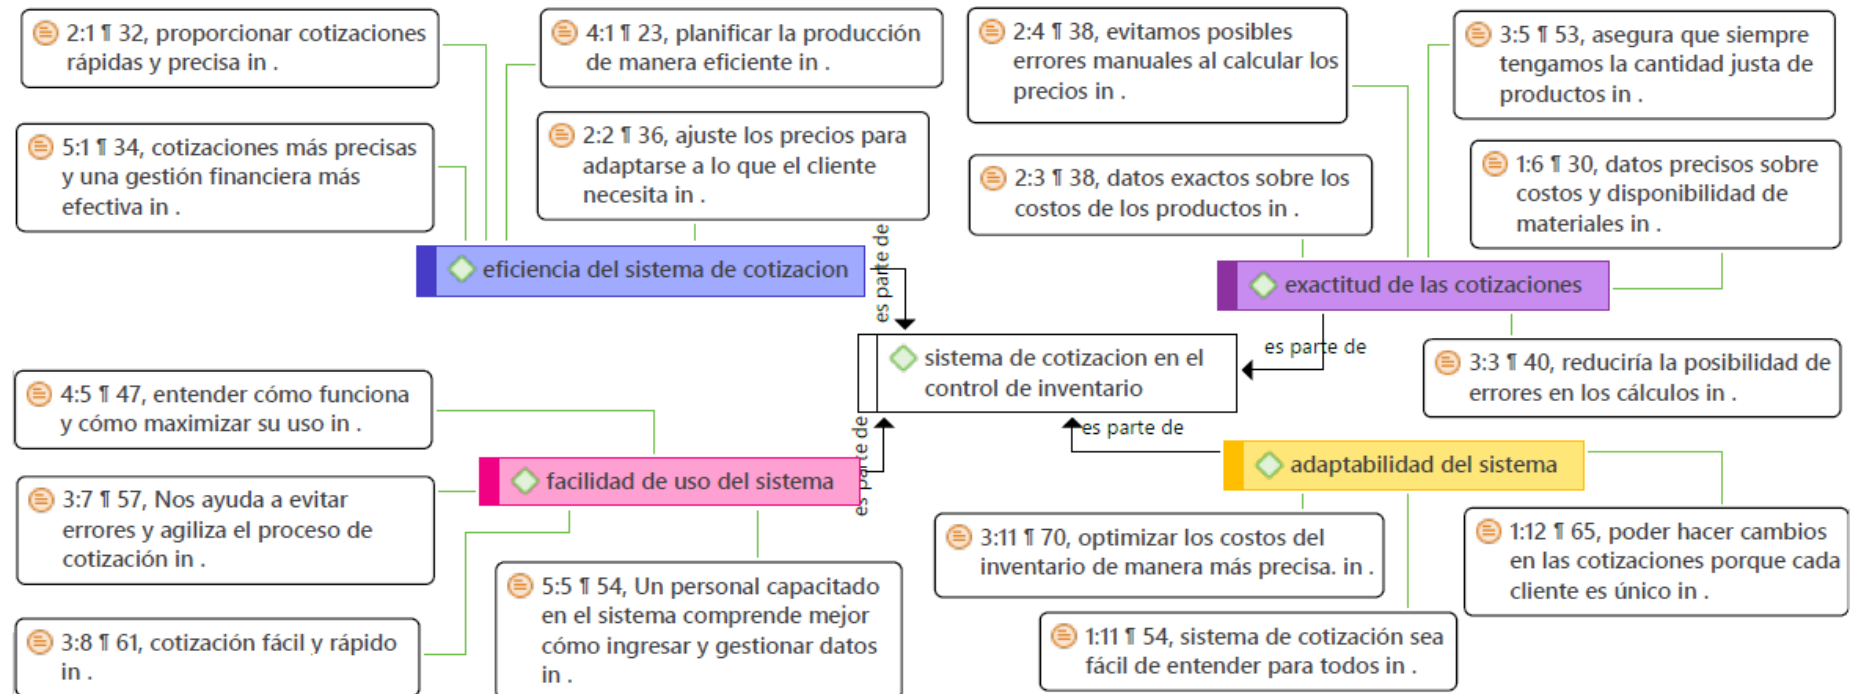 2:1 ¶ 32, proporcionar cotizaciones
rápidas y precisa in .
4:1 ¶ 23, planificar la producción
de manera eficiente in .
2:4 ¶ 38, evitamos posibles
errores manuales al calcular los
precios in .
3:5 ¶ 53, asegura que siempre
tengamos la cantidad justa de
productos in .
5:1 ¶ 34, cotizaciones más precisas
y una gestión financiera más
efectiva in .
2:2 ¶ 36, ajuste los precios para
adaptarse a lo que el cliente
necesita in .
2:3 ¶ 38, datos exactos sobre los
costos de los productos in .
1:6 ¶ 30, datos precisos sobre
costos y disponibilidad de
materiales in .
eficiencia del sistema de cotizacion
es parte de
exactitud de las cotizaciones
es parte de
sistema de cotizacion en el
control de inventario
3:3 ¶ 40, reduciría la posibilidad de
errores en los cálculos in .
4:5 ¶ 47, entender cómo funciona
y cómo maximizar su uso in .
es parte de
es parte de
facilidad de uso del sistema
adaptabilidad del sistema
3:7 ¶ 57, Nos ayuda a evitar
errores y agiliza el proceso de
cotización in .
5:5 ¶ 54, Un personal capacitado
en el sistema comprende mejor
cómo ingresar y gestionar datos
in .
3:11 ¶ 70, optimizar los costos del
inventario de manera más precisa. in .
1:12 ¶ 65, poder hacer cambios
en las cotizaciones porque cada
cliente es único in .
3:8 ¶ 61, cotización fácil y rápido
in .
1:11 ¶ 54, sistema de cotización sea
fácil de entender para todos in .